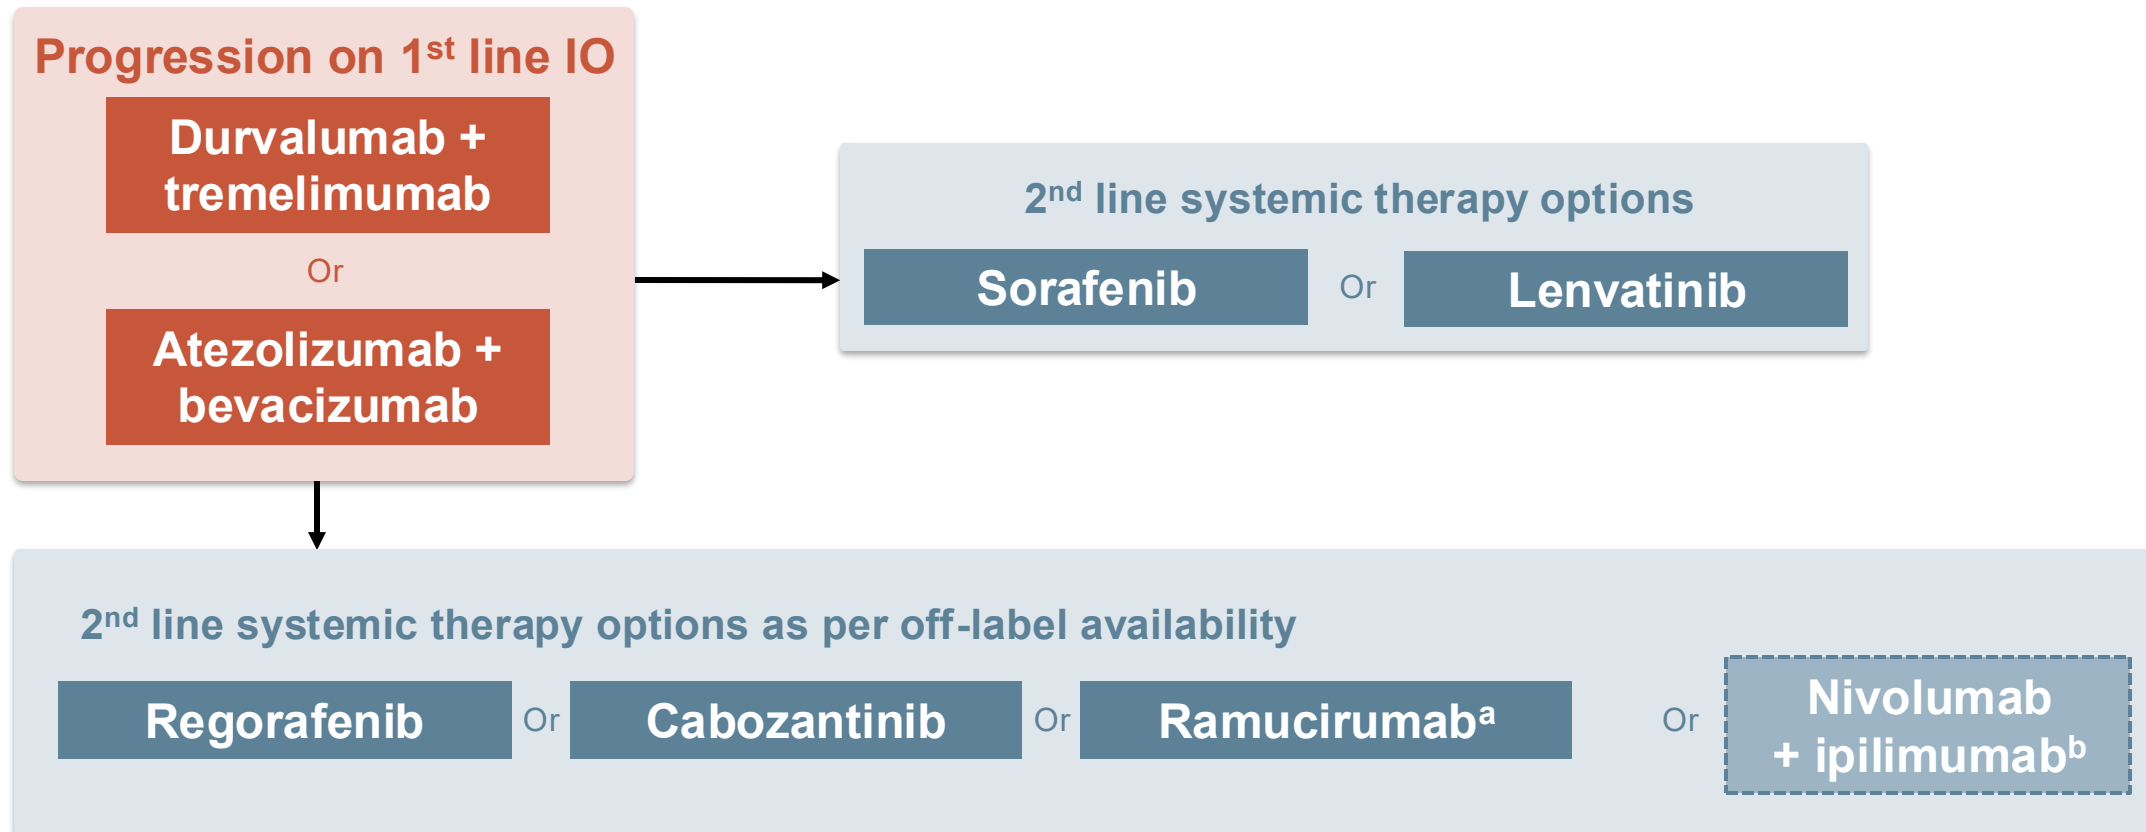 Progression on 1st line IO
Durvalumab +
tremelimumab
Or
Atezolizumab +
bevacizumab
2nd line systemic therapy options
Sorafenib
Or
Lenvatinib
2nd line systemic therapy options as per off-label availability
Regorafenib
Or
Cabozantinib
Or
Ramucirumabᵃ
Or
Nivolumab
+ ipilimumabᵇ